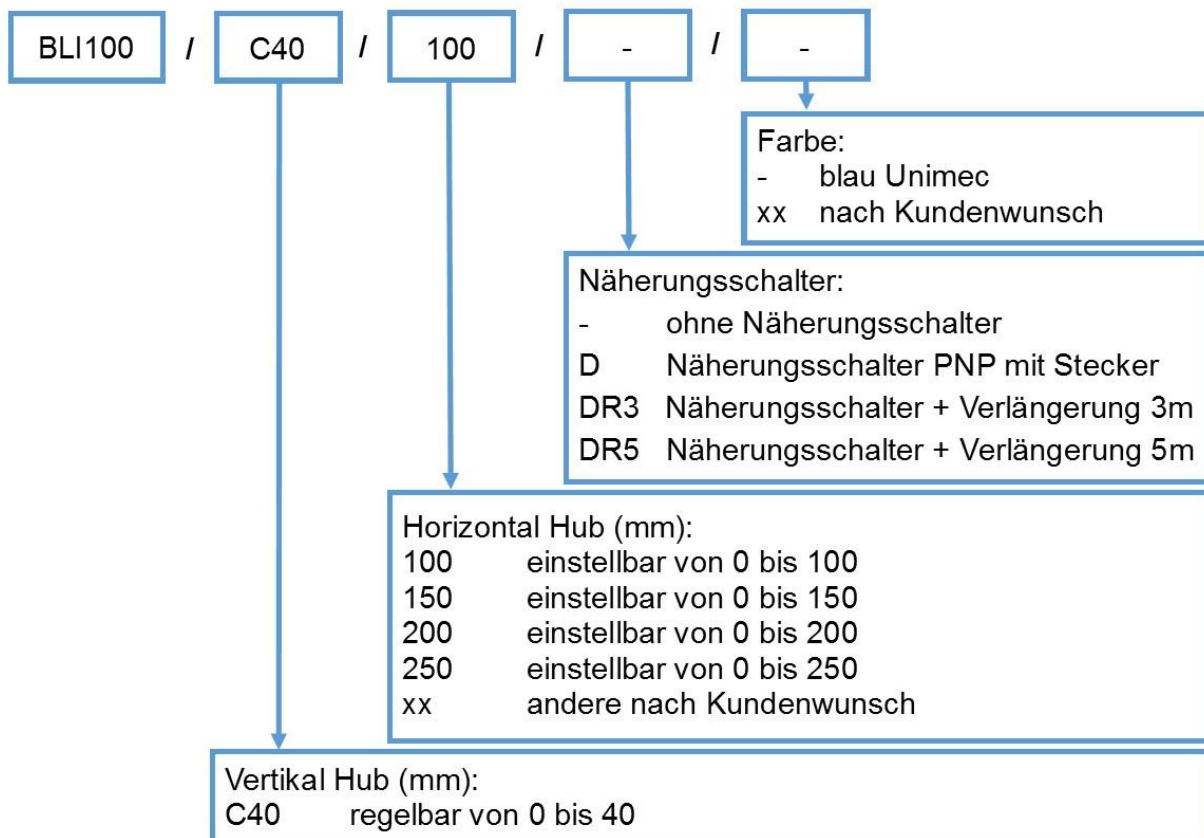 BLI100 / C40 / 100 / - / -
Farbe:
- blau Unimec
xx nach Kundenwunsch
Näherungsschalter:
- ohne Näherungsschalter
D Näherungsschalter PNP mit Stecker
DR3 Näherungsschalter + Verlängerung 3m
DR5 Näherungsschalter + Verlängerung 5m
Horizontal Hub (mm):
100 einstellbar von 0 bis 100
150 einstellbar von 0 bis 150
200 einstellbar von 0 bis 200
250 einstellbar von 0 bis 250
xx andere nach Kundenwunsch
Vertikal Hub (mm):
C40 regelbar von 0 bis 40